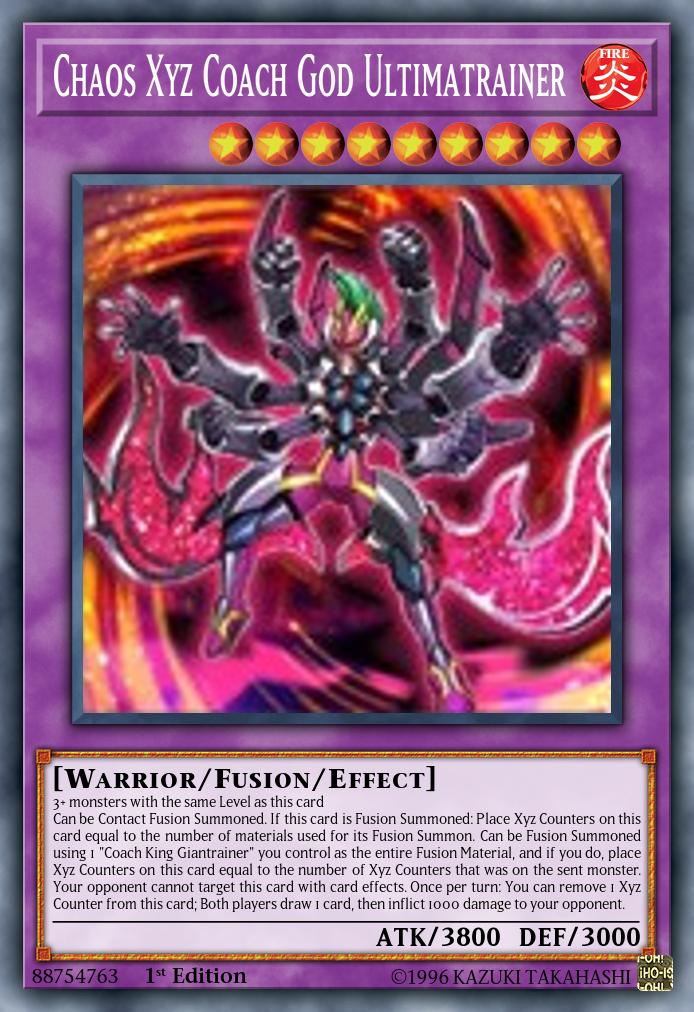 Chaos Xyz Coach God Ultimatrainer
FIRE
炎
[Warrior/Fusion/Effect]
3+ monsters with the same Level as this card
Can be Contact Fusion Summoned. If this card is Fusion Summoned: Place Xyz Counters on this
card equal to the number of materials used for its Fusion Summon. Can be Fusion Summoned
using 1 "Coach King Giantrainer" you control as the entire Fusion Material, and if you do, place
Xyz Counters on this card equal to the number of Xyz Counters that was on the sent monster.
Your opponent cannot target this card with card effects. Once per turn: You can remove 1 Xyz
Counter from this card; Both players draw 1 card, then inflict 1000 damage to your opponent.
ATK/3800 DEF/3000
88754763 1st Edition ©1996 KAZUKI TAKAHASHI